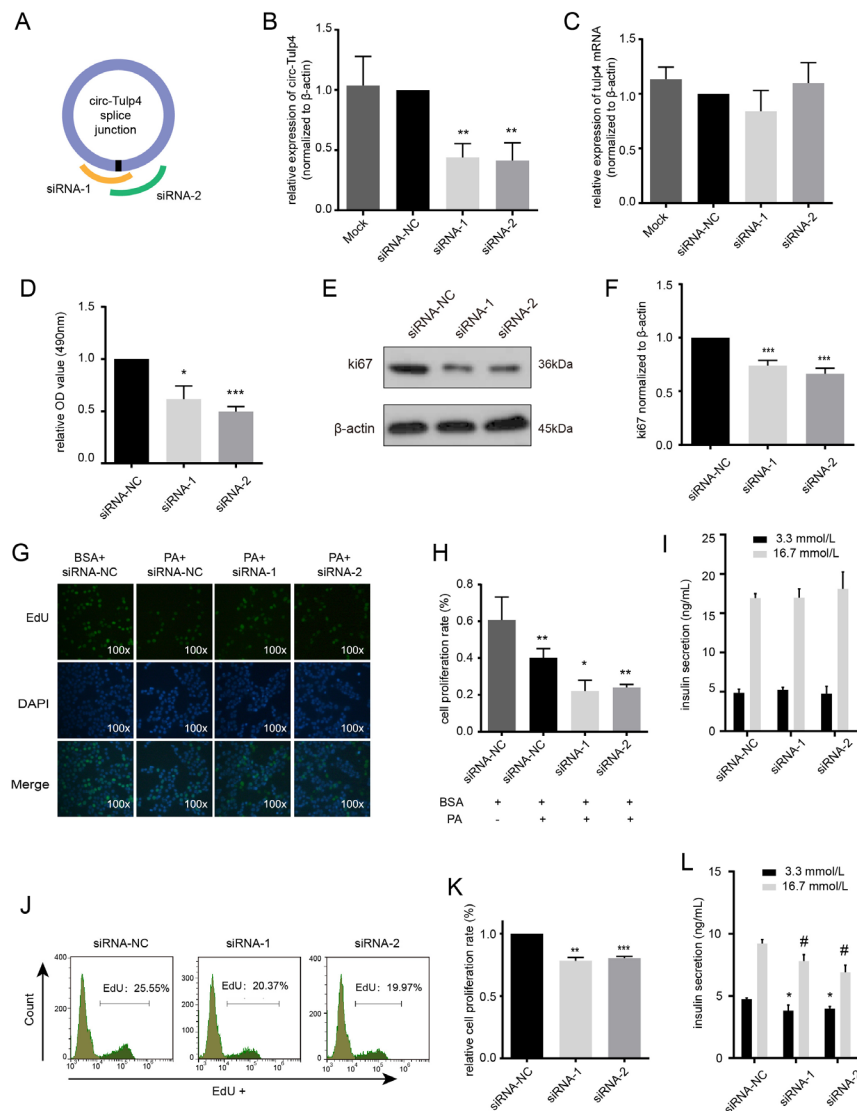 A
circ-Tulp4
splice
junction
siRNA-1
siRNA-2
B
relative expression of circ-Tulp4
(normalized to β-actin)
1.5
1.0
0.5
0.0
**
**
Mock
siRNA-NC
siRNA-1
siRNA-2
C
relative expression of tulp4 mRNA
(normalized to β-actin)
1.5
1.0
0.5
0.0
Mock
siRNA-NC
siRNA-1
siRNA-2
D
relative OD value (490nm)
1.5
1.0
0.5
0.0
*
***
siRNA-NC
siRNA-1
siRNA-2
E
siRNA-NC
siRNA-1
siRNA-2
ki67
36kDa
β-actin
45kDa
F
ki67 normalized to β-actin
1.5
1.0
0.5
0.0
***
***
siRNA-NC
siRNA-1
siRNA-2
G
BSA+ siRNA-NC
PA+ siRNA-NC
PA+ siRNA-1
PA+ siRNA-2
EdU
100x 100x 100x 100x
DAPI
100x 100x 100x 100x
Merge
100x 100x 100x 100x
H
cell proliferation rate (%)
0.8
0.6
0.4
0.2
0.0
**
*
**
siRNA-NC
siRNA-NC
siRNA-1
siRNA-2
BSA + + + +
PA - + + +
I
3.3 mmol/L
16.7 mmol/L
insulin secretion (ng/mL)
25
20
15
10
5
0
siRNA-NC
siRNA-1
siRNA-2
J
siRNA-NC
siRNA-1
siRNA-2
Count
400
200
0
EdU: 25.55%
330
220
110
0
EdU: 20.37%
400
200
0
EdU: 19.97%
EdU +
K
relative cell proliferation rate (%)
1.0
0.5
0.0
**
***
siRNA-NC
siRNA-1
siRNA-2
L
3.3 mmol/L
16.7 mmol/L
insulin secretion (ng/mL)
15
10
5
0
#
#
*
*
siRNA-NC
siRNA-1
siRNA-2